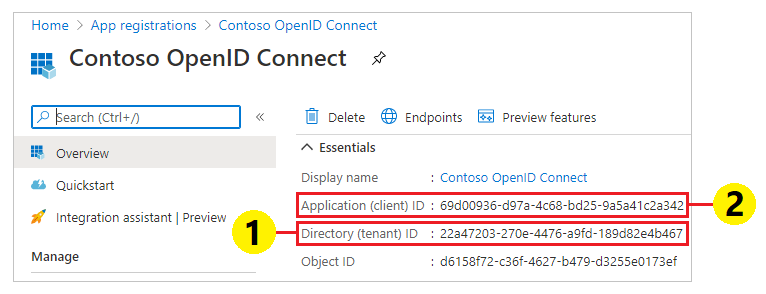 Home > App registrations > Contoso OpenID Connect
Contoso OpenID Connect
Search (Ctrl+/)
«
Overview
Quickstart
Integration assistant | Preview
Manage
Delete Endpoints Preview features
Essentials
Display name : Contoso OpenID Connect
Application (client) ID : 69d00936-d97a-4c68-bd25-9a5a41c2a342
2
1
Directory (tenant) ID : 22a47203-270e-4476-a9fd-189d82e4b467
Object ID : d6158f72-c36f-4627-b479-d3255e0173ef